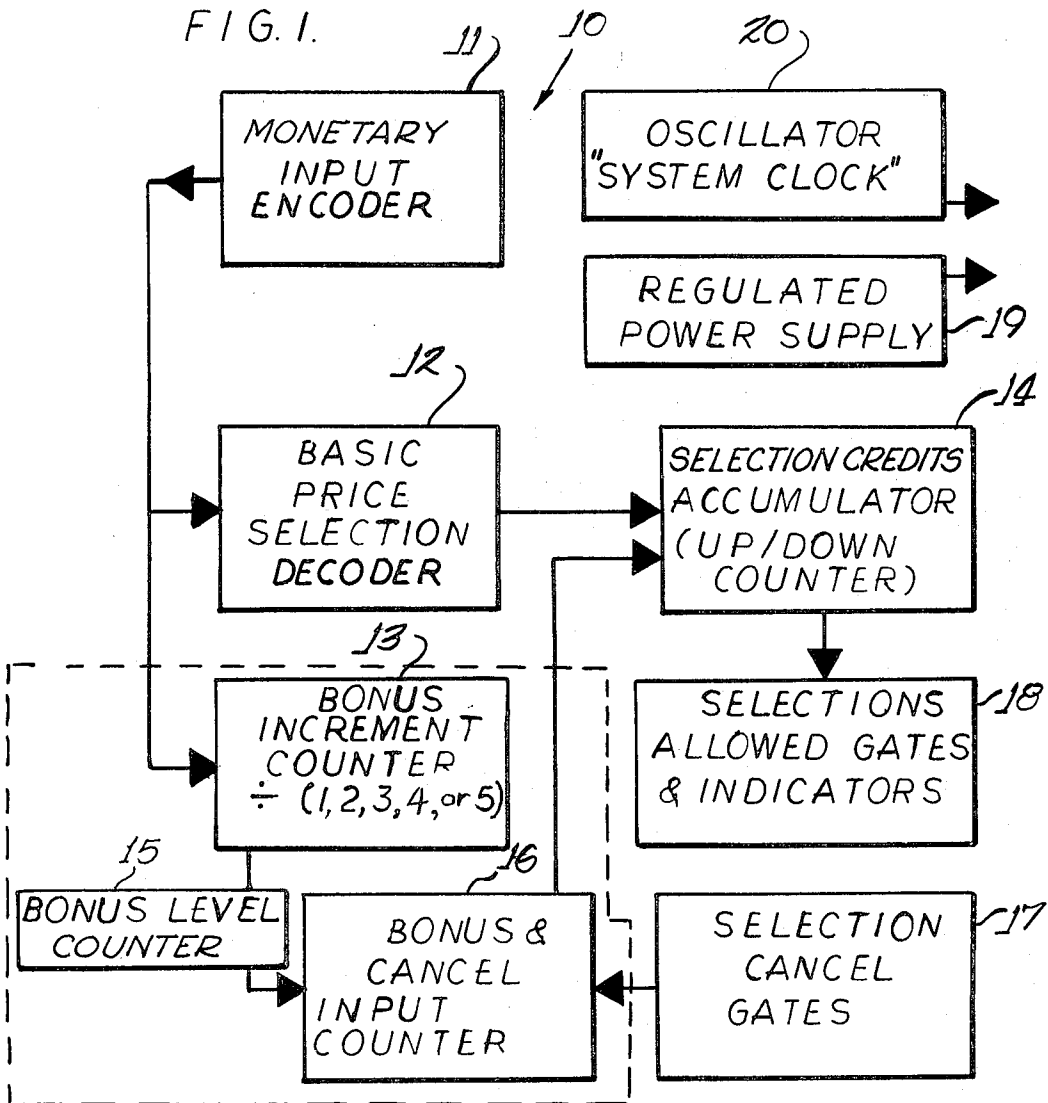 FIG.1.
10
11
MONETARY
INPUT
ENCODER
20
OSCILLATOR
"SYSTEM CLOCK"
REGULATED
POWER SUPPLY
19
12
BASIC
PRICE
SELECTION
DECODER
14
SELECTION CREDITS
ACCUMULATOR
(UP/DOWN
COUNTER)
13
BONUS
INCREMENT
COUNTER
÷ (1,2,3,4,or 5)
SELECTIONS
ALLOWED GATES
& INDICATORS
18
15
BONUS LEVEL
COUNTER
16
BONUS &
CANCEL
INPUT
COUNTER
SELECTION
CANCEL
GATES
17